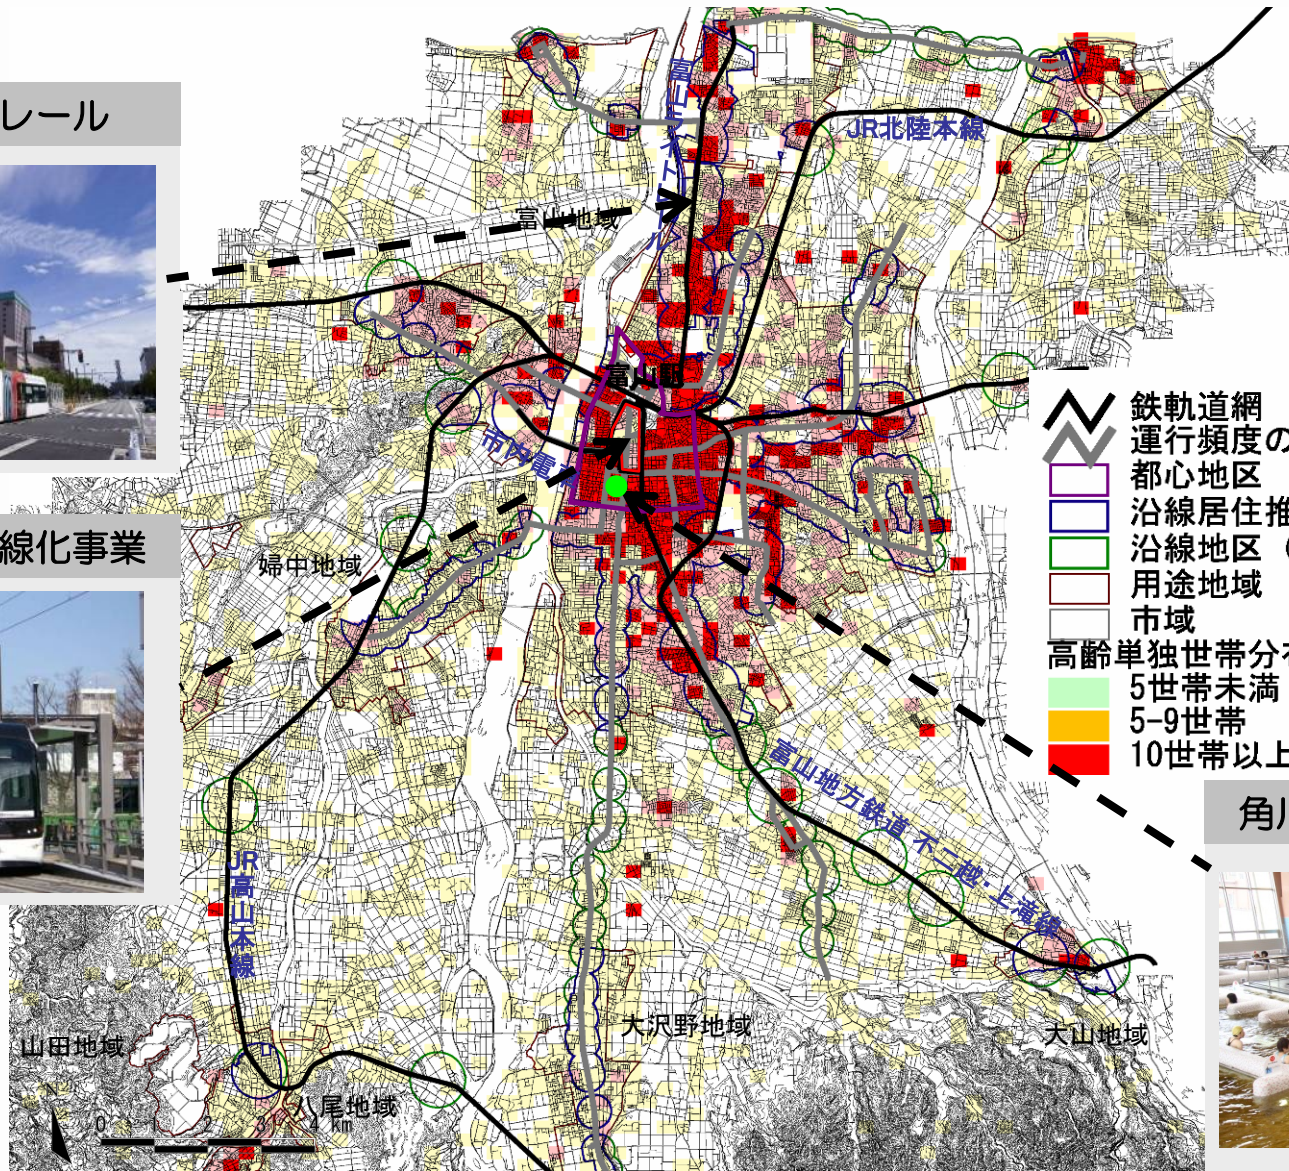 レール
富山ライトレール
JR北陸本線
富山地域
富山駅
市内電
鉄軌道網
運行頻度の
都心地区
沿線居住推
沿線地区（
用途地域
市域
高齢単独世帯分布
5世帯未満
5-9世帯
10世帯以上
線化事業
婦中地域
富山地方鉄道 不二越・上滝線
角川
JR高山本線
大沢野地域
大山地域
山田地域
八尾地域
N
0 1 2 3 4 km